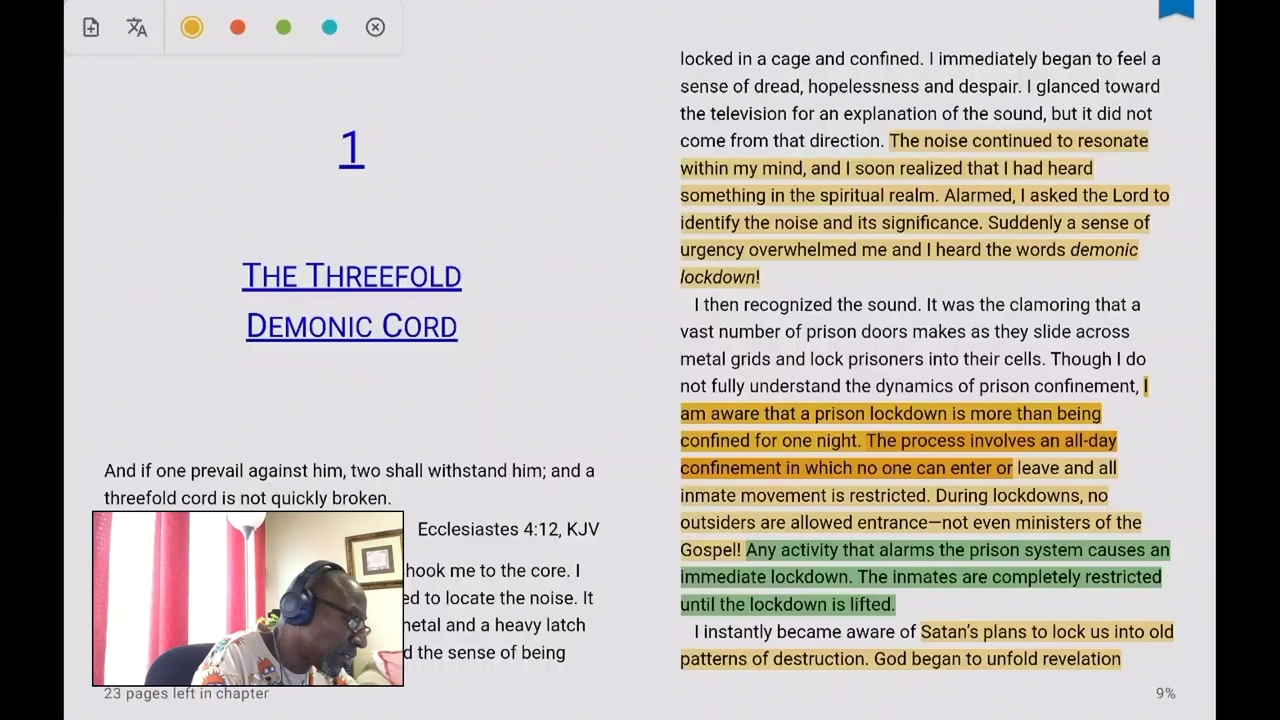 1
THE THREEFOLD
DEMONIC CORD
And if one prevail against him, two shall withstand him; and a
threefold cord is not quickly broken.
Ecclesiastes 4:12, KJV
hook me to the core. I
ed to locate the noise. It
netal and a heavy latch
d the sense of being
23 pages left in chapter
locked in a cage and confined. I immediately began to feel a
sense of dread, hopelessness and despair. I glanced toward
the television for an explanation of the sound, but it did not
come from that direction. The noise continued to resonate
within my mind, and I soon realized that I had heard
something in the spiritual realm. Alarmed, I asked the Lord to
identify the noise and its significance. Suddenly a sense of
urgency overwhelmed me and I heard the words demonic
lockdown!
I then recognized the sound. It was the clamoring that a
vast number of prison doors makes as they slide across
metal grids and lock prisoners into their cells. Though I do
not fully understand the dynamics of prison confinement, I
am aware that a prison lockdown is more than being
confined for one night. The process involves an all-day
confinement in which no one can enter or leave and all
inmate movement is restricted. During lockdowns, no
outsiders are allowed entrance—not even ministers of the
Gospel! Any activity that alarms the prison system causes an
immediate lockdown. The inmates are completely restricted
until the lockdown is lifted.
I instantly became aware of Satan's plans to lock us into old
patterns of destruction. God began to unfold revelation
9%